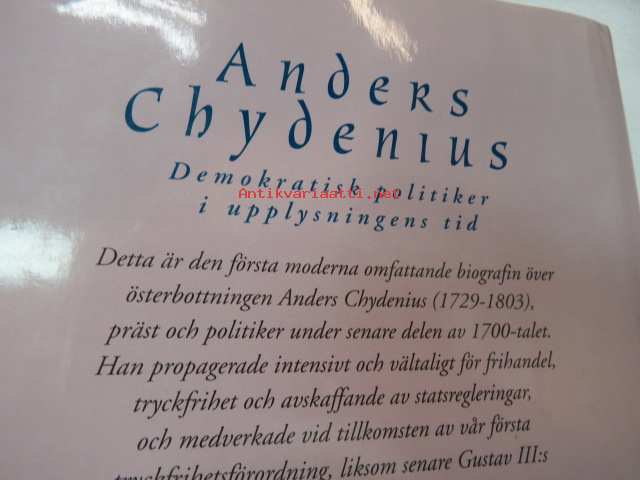 Anders
Chydenius
Demokratisk politiker
Antikvariaatti.net
i upplysningens tid
Detta är den första moderna omfattande biografin över
österbottningen Anders Chydenius (1729-1803),
präst och politiker under senare delen av 1700-talet.
Han propagerade intensivt och vältaligt för frihandel,
tryckfrihet och avskaffande av statsregleringar,
och medverkade vid tillkomsten av vår första
tryckfrihetsförordning, liksom senare Gustav III:s